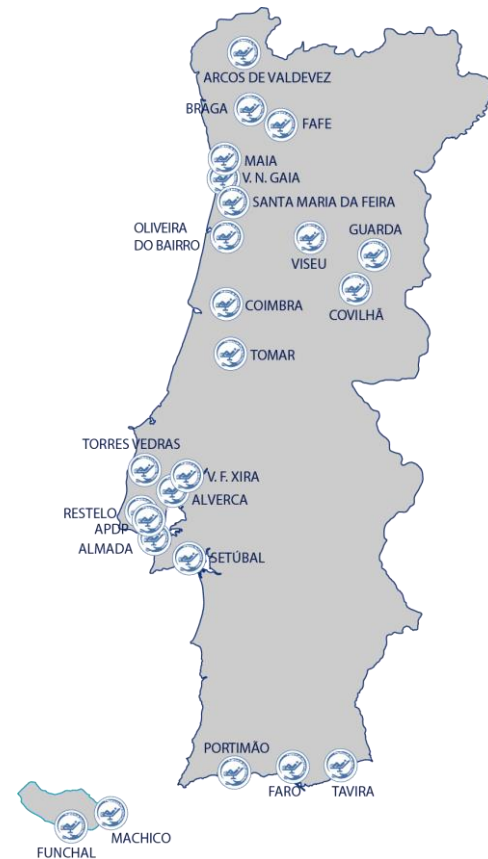 ARCOS DE VALDEVEZ
BRAGA
FAFE
MAIA
V. N. GAIA
SANTA MARIA DA FEIRA
OLIVEIRA
DO BAIRRO
VISEU
GUARDA
COVILHÃ
COIMBRA
TOMAR
TORRES VEDRAS
V. F. XIRA
ALVERCA
RESTELO
APDP
ALMADA
SETÚBAL
PORTIMÃO
FARO
TAVIRA
MACHICO
FUNCHAL